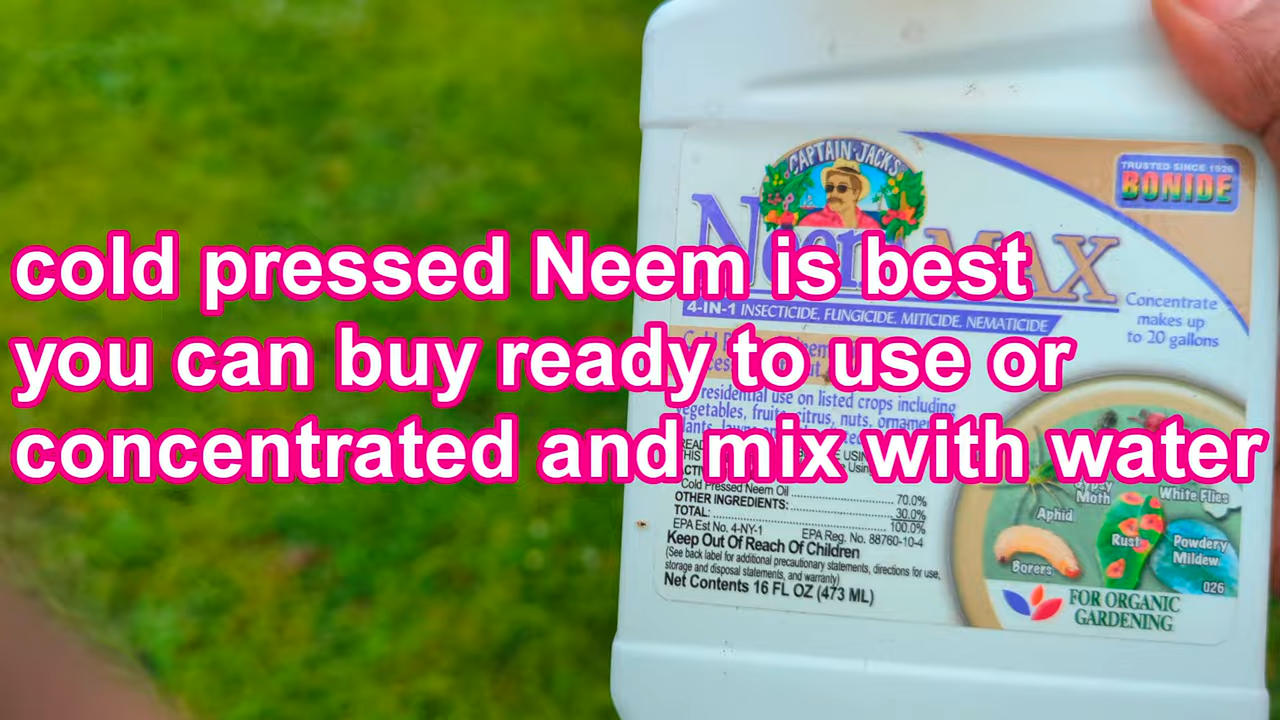 cold pressed Neem is best
you can buy ready to use or
concentrated and mix with water
CAPTAIN JACK'S
TRUSTED SINCE 1926
BONIDE
MAX
4-IN-1 INSECTICIDE, FUNGICIDE, MITICIDE, NEMATICIDE
Concentrate
makes up
to 20 gallons
residential use on listed crops including
vegetables, fruits, citrus, nuts,
Cold Pressed Neem Oil 70.0%
OTHER INGREDIENTS: 30.0%
TOTAL: 100.0%
EPA Est No. 4-NY-1 EPA Reg. No. 88760-10-4
Keep Out Of Reach Of Children
(See back label for additional precautionary statements, directions for use,
storage and disposal statements, and warranty)
Net Contents 16 FL OZ (473 ML)
Gypsy
Moth
White Flies
Aphid
Rust
Powdery
Mildew
Borers
026
FOR ORGANIC
GARDENING